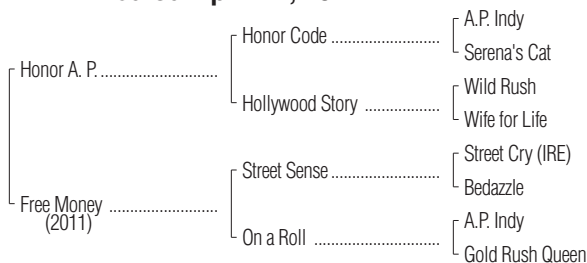 A.P. Indy
Honor Code
Serena's Cat
Honor A. P.
Wild Rush
Hollywood Story
Wife for Life
Street Cry (IRE)
Street Sense
Bedazzle
Free Money
(2011)
A.P. Indy
On a Roll
Gold Rush Queen